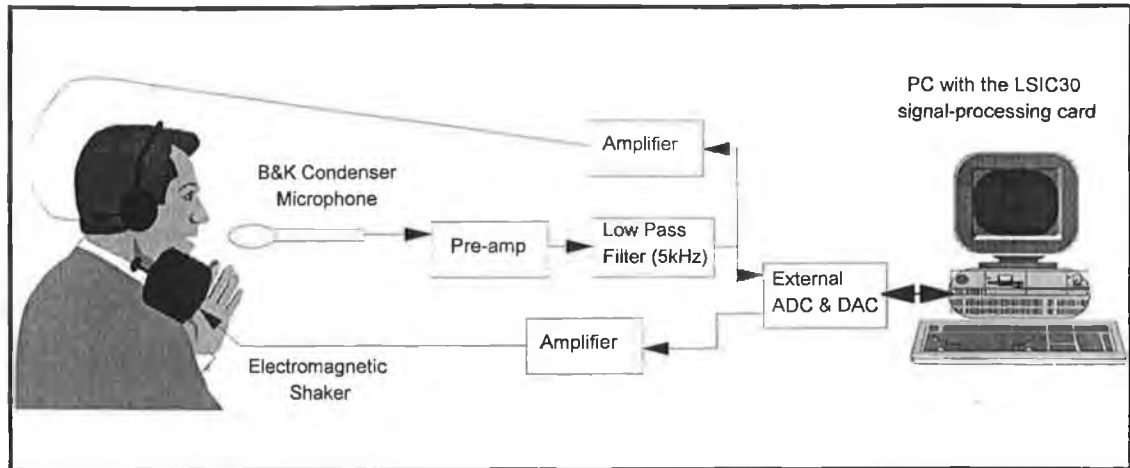 PC with the LSIC30
signal-processing card
Amplifier
B&K Condenser
Microphone
Pre-amp
Low Pass
Filter (5kHz)
External
ADC & DAC
Amplifier
Electromagnetic
Shaker